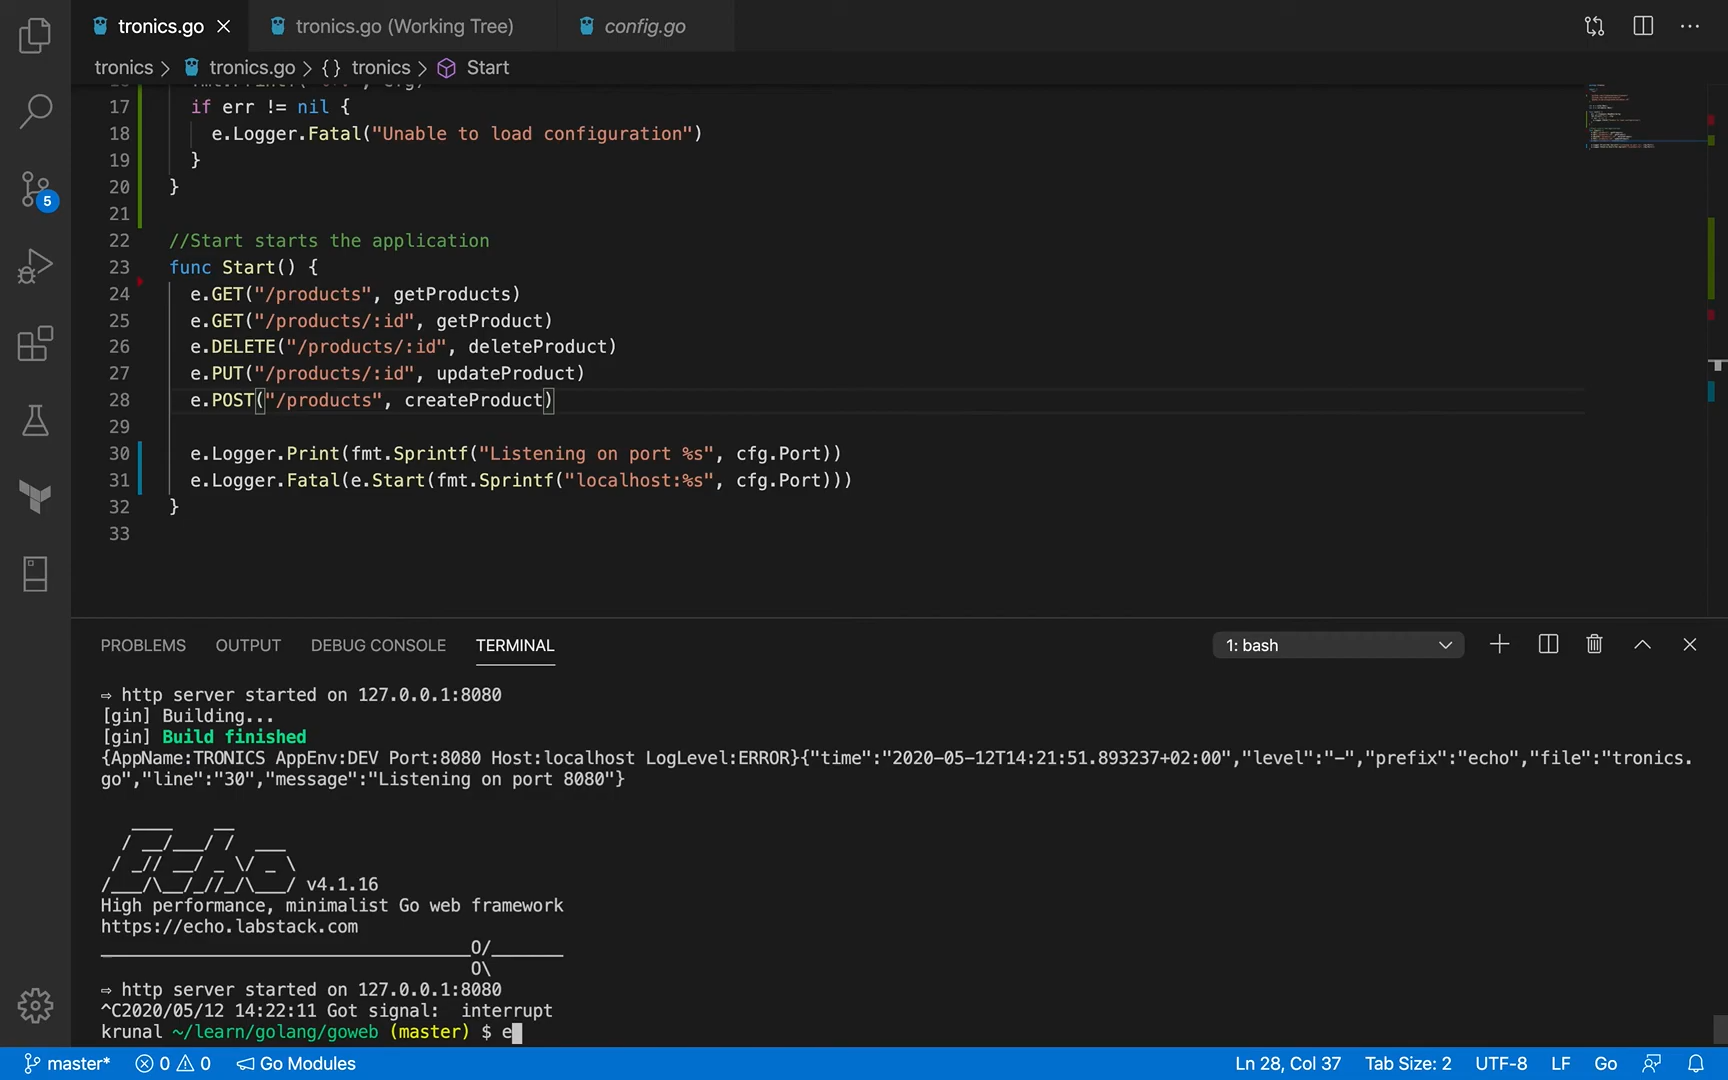 tronics.go
tronics.go (Working Tree)
config.go
tronics > tronics.go > {} tronics > Start
17 if err != nil {
18 e.Logger.Fatal("Unable to load configuration")
19 }
20 }
21
22 //Start starts the application
23 func Start() {
24 e.GET("/products", getProducts)
25 e.GET("/products/:id", getProduct)
26 e.DELETE("/products/:id", deleteProduct)
27 e.PUT("/products/:id", updateProduct)
28 e.POST("/products", createProduct)
29
30 e.Logger.Print(fmt.Sprintf("Listening on port %s", cfg.Port))
31 e.Logger.Fatal(e.Start(fmt.Sprintf("localhost:%s", cfg.Port)))
32 }
33
5
PROBLEMS OUTPUT DEBUG CONSOLE TERMINAL 1: bash
⇨ http server started on 127.0.0.1:8080
[gin] Building...
[gin] Build finished
{AppName:TRONICS AppEnv:DEV Port:8080 Host:localhost LogLevel:ERROR}{"time":"2020-05-12T14:21:51.893237+02:00","level":"-","prefix":"echo","file":"tronics.
go","line":"30","message":"Listening on port 8080"}
Echo v4.1.16
High performance, minimalist Go web framework
https://echo.labstack.com
____________________________________O/_______
O\
⇨ http server started on 127.0.0.1:8080
^C2020/05/12 14:22:11 Got signal: interrupt
krunal ~/learn/golang/goweb (master) $ e
master* 0 0 Go Modules Ln 28, Col 37 Tab Size: 2 UTF-8 LF Go